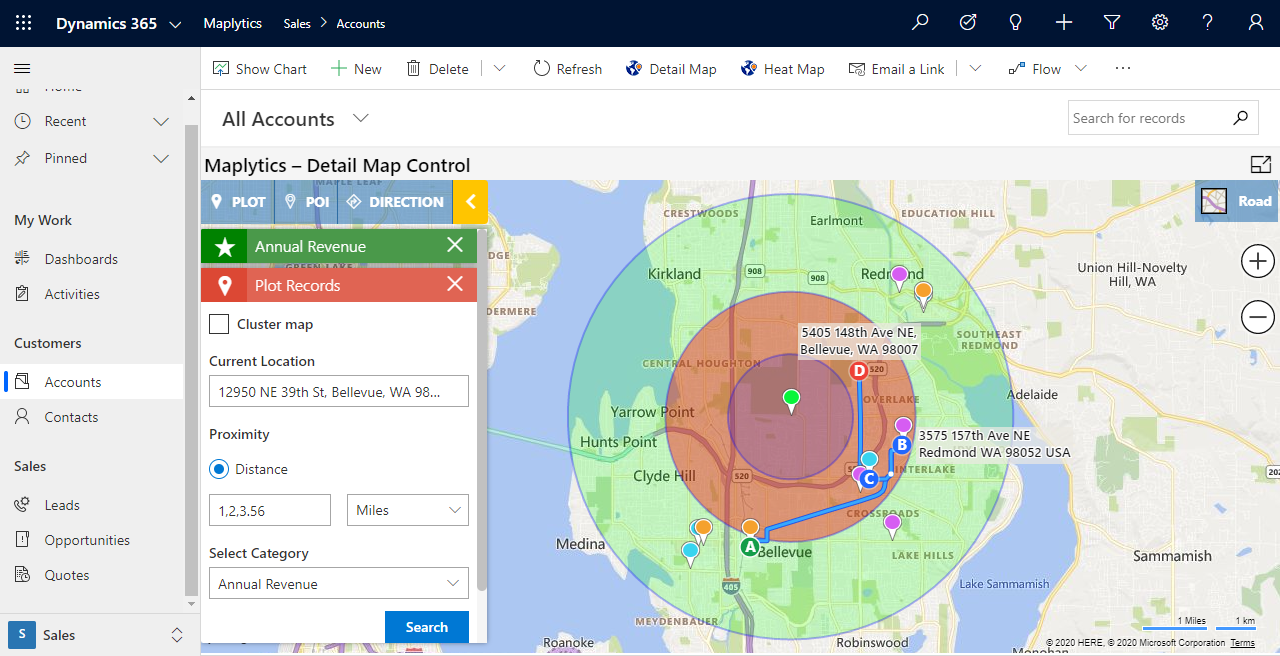 Dynamics 365
Maplytics
Sales > Accounts
Show Chart
New
Delete
Refresh
Detail Map
Heat Map
Email a Link
Flow
Home
Recent
Pinned
My Work
Dashboards
Activities
Customers
Accounts
Contacts
Sales
Leads
Opportunities
Quotes
S
Sales
All Accounts
Search for records
Maplytics – Detail Map Control
PLOT
POI
DIRECTION
Road
Annual Revenue
Plot Records
Cluster map
Current Location
12950 NE 39th St, Bellevue, WA 98...
Proximity
Distance
1,2,3.56
Miles
Select Category
Annual Revenue
Search
MAPLE LEAF
GREEN LAKE
CRESTWOODS
Earlmont
EDUCATION HILL
Kirkland
908
908
Redmond
Union Hill-Novelty
Hill, WA
5405 148th Ave NE,
Bellevue, WA 98007
SOUTHEAST
REDMOND
CENTRAL HOUGHTON
D
520
OVERLAKE
Adelaide
Yarrow Point
Hunts Point
B
3575 157th Ave NE
Redmond WA 98052 USA
INTERLAKE
Clyde Hill
520
C
202
CROSSROADS
Medina
A
Bellevue
LAKE HILLS
Sammamish
405
Lake Sammamish
MEYDENBAUER
Roanoke
Robinswood
Monohan
1 Miles
1 km
© 2020 HERE, © 2020 Microsoft Corporation Terms